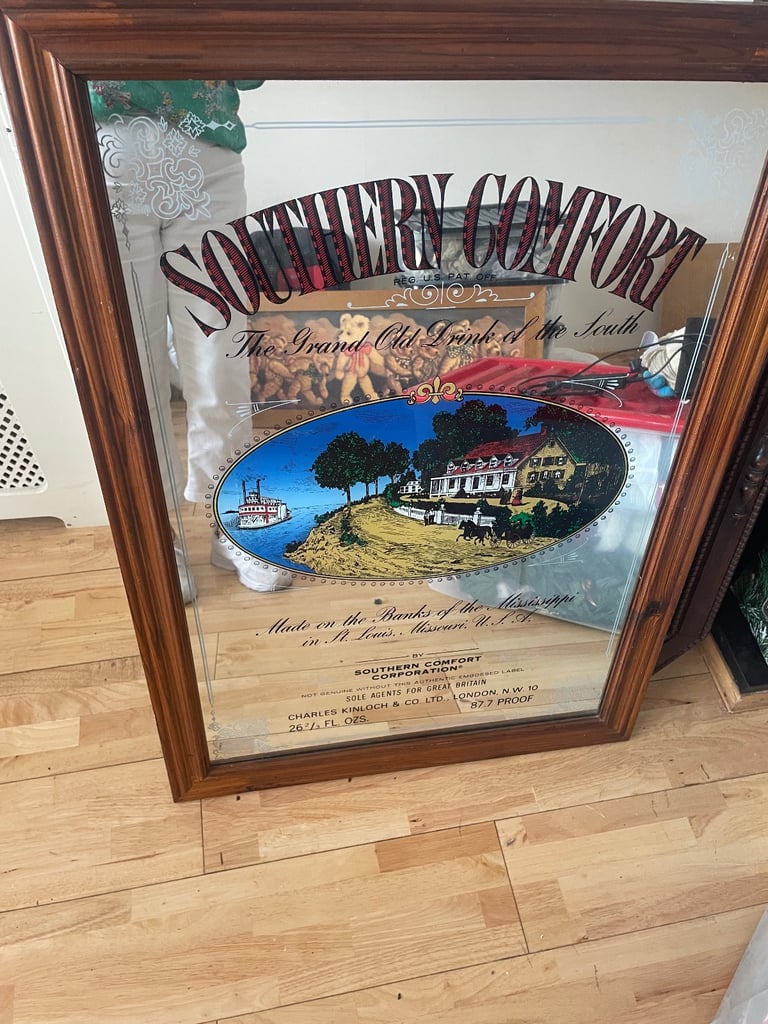 SOUTHERN COMFORT
REG. U.S. PAT. OFF.
The Grand Old Drink of the South
Made on the Banks of the Mississippi
in St. Louis, Missouri, U.S.A.
BY
SOUTHERN COMFORT
CORPORATION®
NOT GENUINE WITHOUT THIS AUTHENTIC EMBOSSED LABEL
SOLE AGENTS FOR GREAT BRITAIN
CHARLES KINLOCH & CO. LTD., LONDON, N.W. 10
26 2/3 FL. OZS. 87.7 PROOF